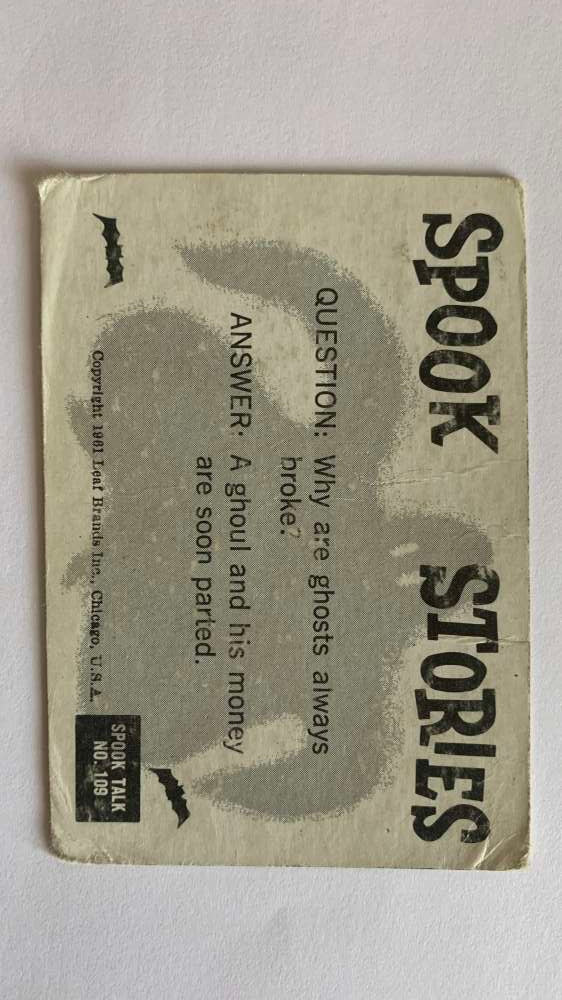 SPOOK STORIES
QUESTION: Why are ghosts always
broke?
ANSWER: A ghoul and his money
are soon parted.
Copyright 1961 Leaf Brands Inc., Chicago, U.S.A.
SPOOK TALK
NO. 109